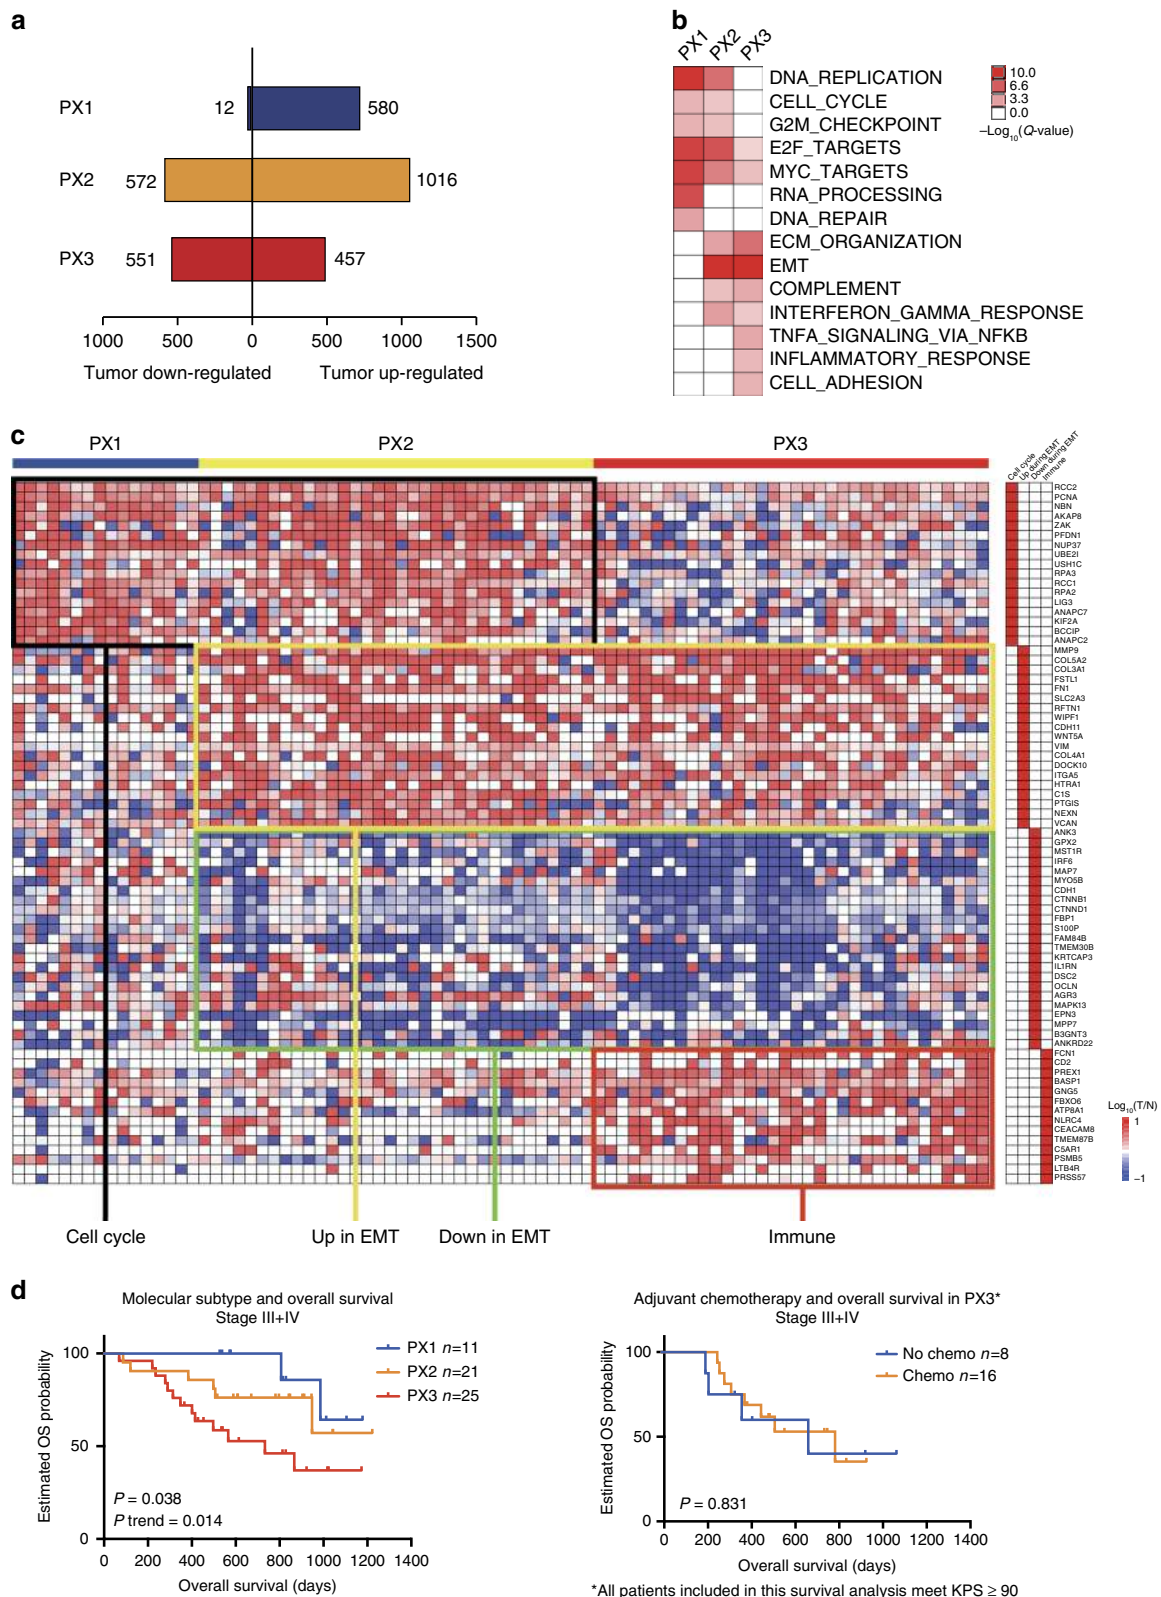 a
PX1
12
580
PX2
572
1016
PX3
551
457
1000 500 0 500 1000 1500
Tumor down-regulated Tumor up-regulated
b
PX1 PX2 PX3
DNA_REPLICATION
CELL_CYCLE
G2M_CHECKPOINT
E2F_TARGETS
MYC_TARGETS
RNA_PROCESSING
DNA_REPAIR
ECM_ORGANIZATION
EMT
COMPLEMENT
INTERFERON_GAMMA_RESPONSE
TNFA_SIGNALING_VIA_NFKB
INFLAMMATORY_RESPONSE
CELL_ADHESION
10.0
6.6
3.3
0.0
–Log10(Q-value)
c
PX1 PX2 PX3
Cell cycle
Up during EMT
Down during EMT
Immune
RCC2
PCNA
NBN
AKAP8
ZAK
PFDN1
NUP37
UBE2I
USH1C
RPA3
RCC1
RPA2
LIG3
ANAPC7
KIF2A
BCCIP
ANAPC2
MMP9
COL5A2
COL3A1
FSTL1
FN1
SLC2A3
RFTN1
WIPF1
CDH11
WNT5A
VIM
COL4A1
DOCK10
ITGA5
HTRA1
C1S
PTGIS
NEXN
VCAN
ANK3
GPX2
MST1R
IRF6
MAP7
MYO5B
CDH1
CTNNB1
CTNND1
FBP1
S100P
FAM84B
TMEM30B
KRTCAP3
IL1RN
DSC2
OCLN
AGR3
MAPK13
EPN3
MPP7
B3GNT3
ANKRD22
FCN1
CD2
PREX1
BASP1
GNG5
FBXO6
ATP8A1
NLRC4
CEACAM8
TMEM87B
C5AR1
PSMB5
LTB4R
PRSS57
Log10(T/N)
1
–1
Cell cycle Up in EMT Down in EMT Immune
d
Molecular subtype and overall survival
Stage III+IV
PX1 n=11
PX2 n=21
PX3 n=25
Estimated OS probability
100
50
0
P = 0.038
P trend = 0.014
0 200 400 600 800 1000 1200 1400
Overall survival (days)
Adjuvant chemotherapy and overall survival in PX3*
Stage III+IV
No chemo n=8
Chemo n=16
Estimated OS probability
100
50
0
P = 0.831
0 200 400 600 800 1000 1200 1400
Overall survival (days)
*All patients included in this survival analysis meet KPS ≥ 90